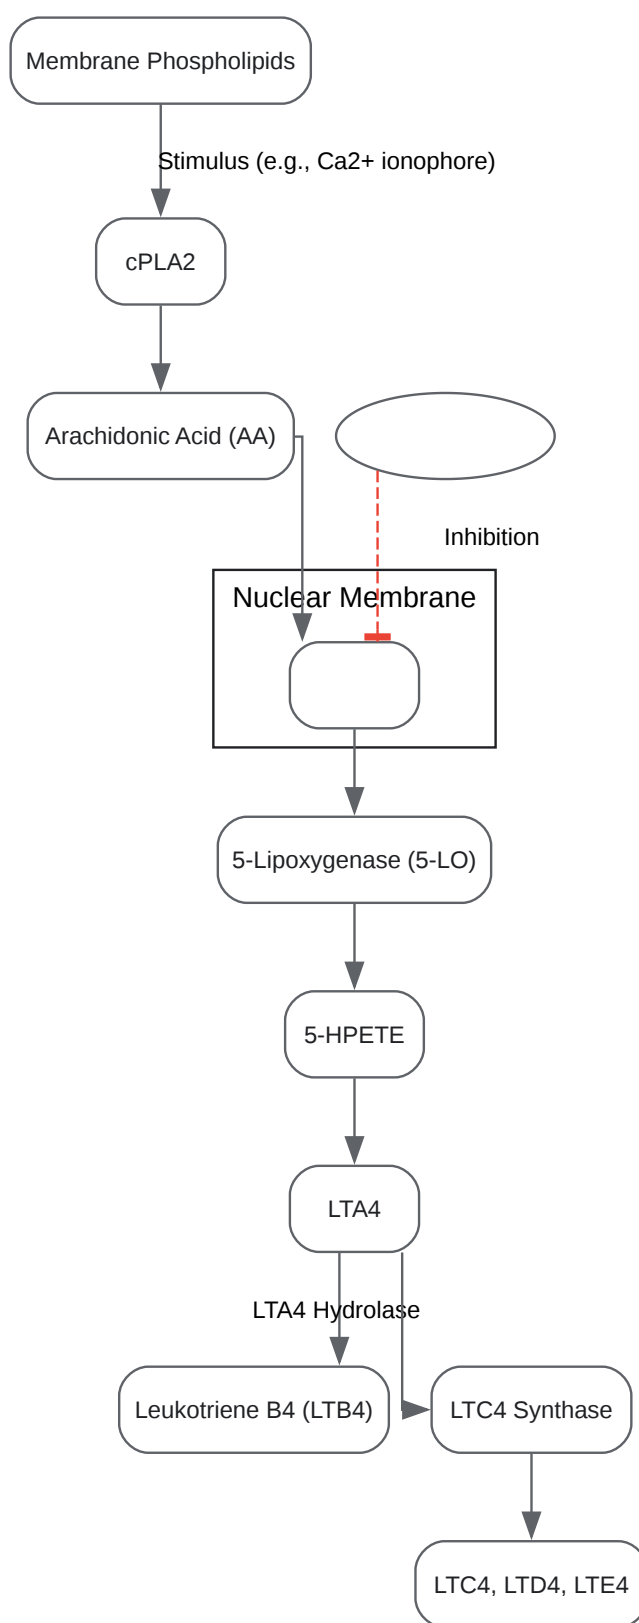 Membrane Phospholipids
Stimulus (e.g., Ca2+ ionophore)
cPLA2
Arachidonic Acid (AA)
Inhibition
Nuclear Membrane
5-Lipoxygenase (5-LO)
5-HPETE
LTA4
LTA4 Hydrolase
Leukotriene B4 (LTB4)
LTC4 Synthase
LTC4, LTD4, LTE4